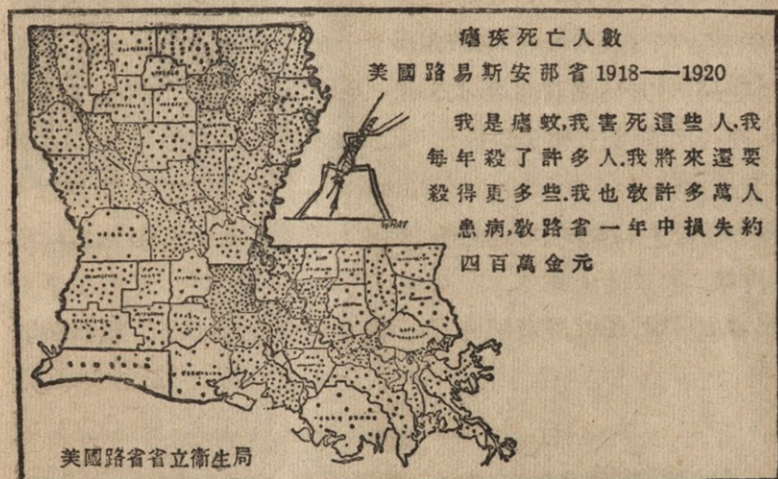 瘧疾死亡人數
美國路易斯安那省1918——1920
我是瘧蚊,我害死這些人.我
每年殺了許多人.我將來還要
殺得更多些.我也敎許多萬人
患病,敎路省一年中損失約
四百萬金元
WRAY
美國路省省立衞生局